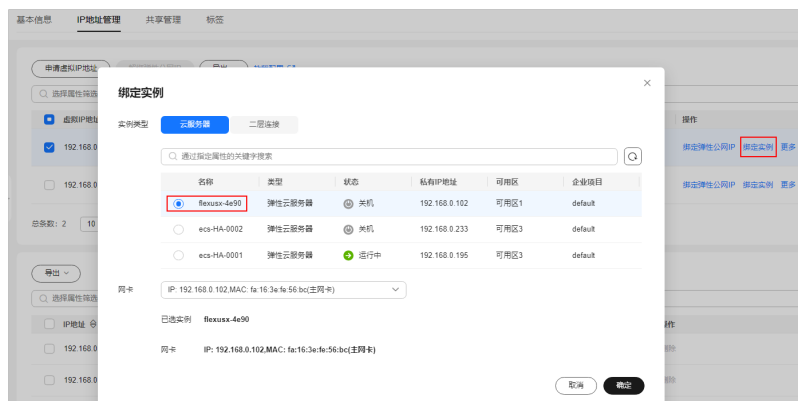 基本信息 IP地址管理 共享管理 标签
申请虚拟IP地址
选择属性筛选
绑定实例
虚拟IP地址 操作
实例类型 云服务器 二层连接
192.168.0 绑定弹性公网IP 绑定实例 更多
通过指定属性的关键字搜索
名称 类型 状态 私有IP地址 可用区 企业项目
192.168.0 绑定弹性公网IP 绑定实例 更多
flexusx-4e90 弹性云服务器 关机 192.168.0.102 可用区1 default
总条数: 2 10
ecs-HA-0002 弹性云服务器 关机 192.168.0.233 可用区3 default
ecs-HA-0001 弹性云服务器 运行中 192.168.0.195 可用区3 default
导出
网卡 IP: 192.168.0.102,MAC: fa:16:3e:fe:56:bc(主网卡)
选择属性筛选
已选实例 flexusx-4e90
IP地址
192.168.0 网卡 IP: 192.168.0.102,MAC: fa:16:3e:fe:56:bc(主网卡)
192.168.0
取消 确定